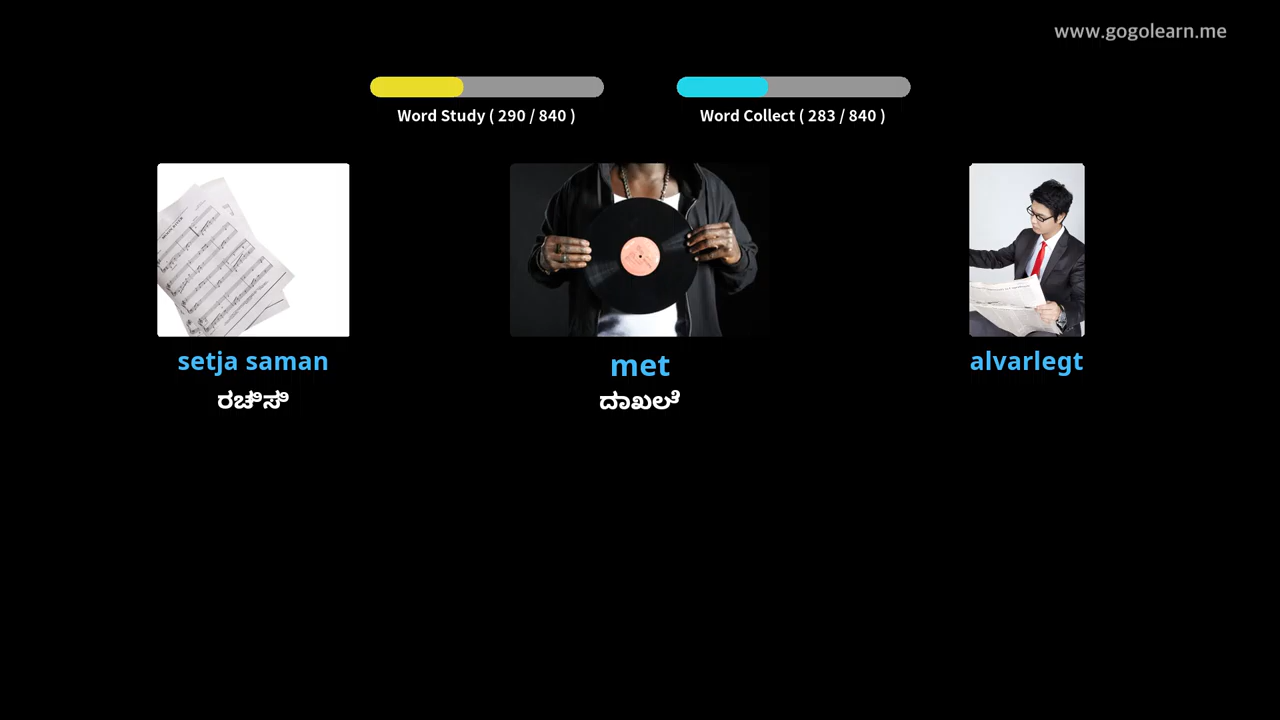 www.gogolearn.me
Word Study ( 290 / 840 )
Word Collect ( 283 / 840 )
setja saman
ರಚಿಸಿ
met
ದಾಖಲೆ
alvarlegt